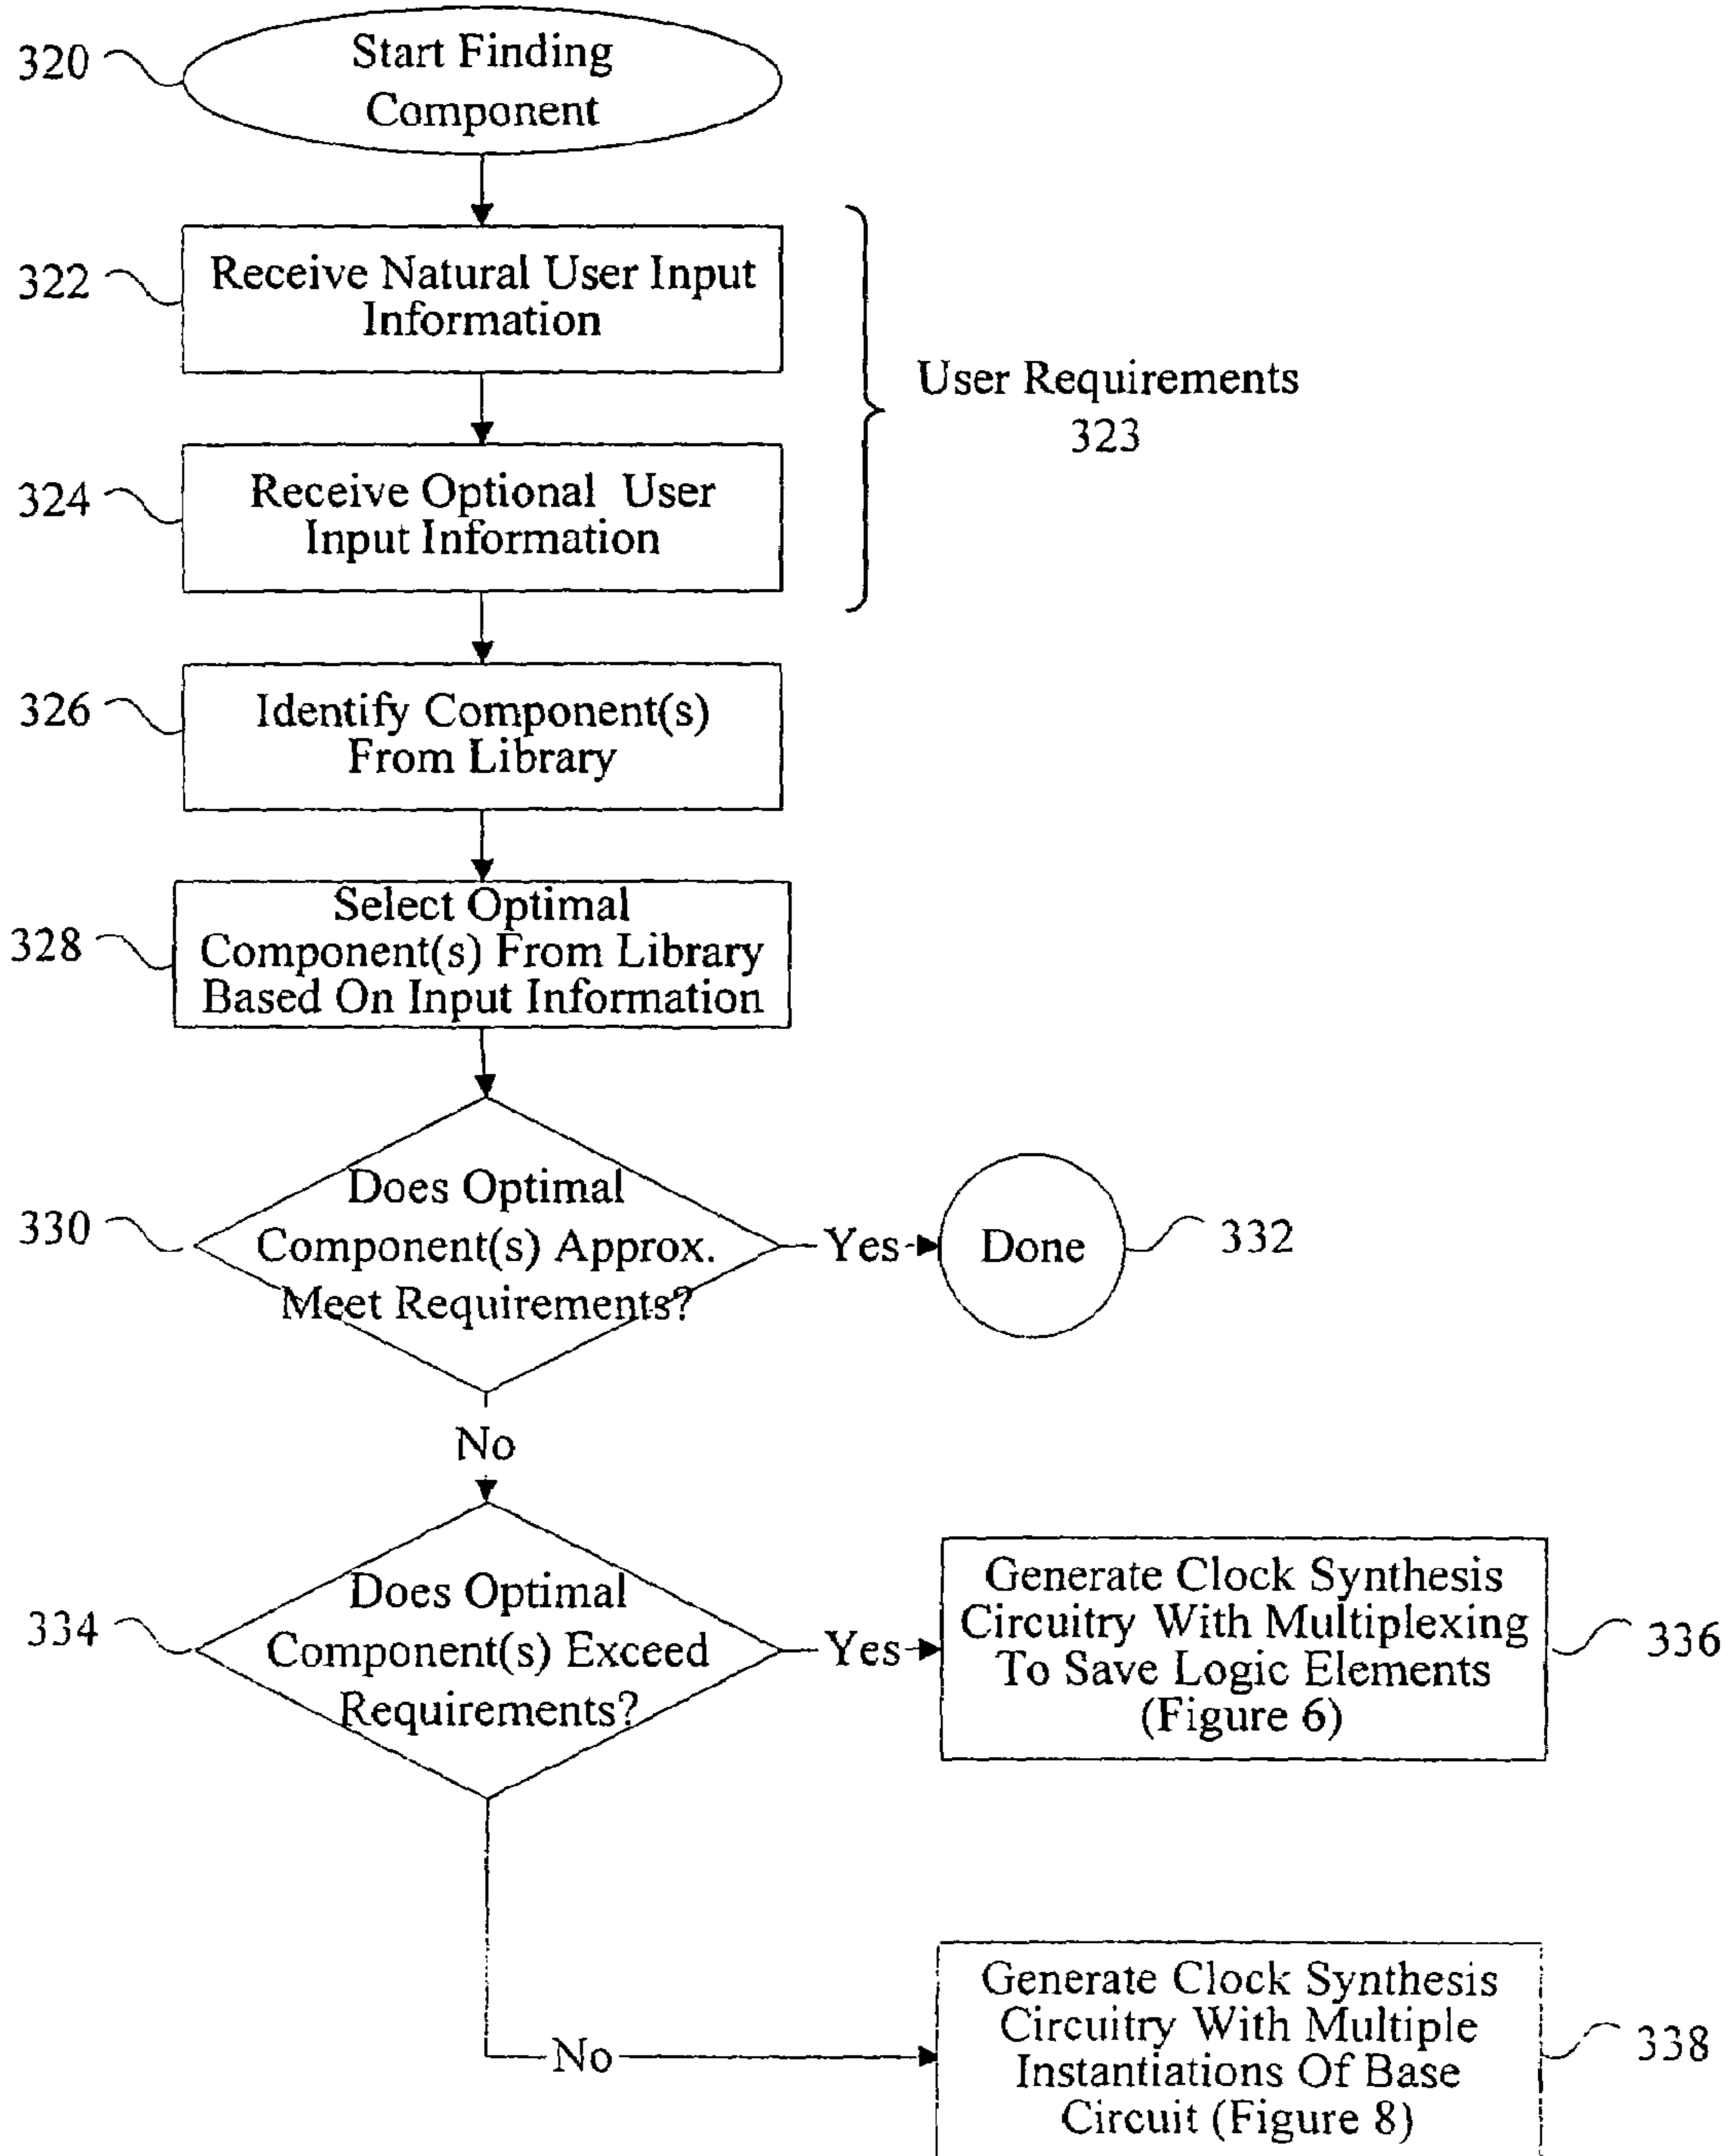 320
Start Finding
Component
322
Receive Natural User Input
Information
User Requirements
323
324
Receive Optional User
Input Information
326
Identify Component(s)
From Library
328
Select Optimal
Component(s) From Library
Based On Input Information
330
Does Optimal
Component(s) Approx.
Meet Requirements?
Yes
Done
332
No
334
Does Optimal
Component(s) Exceed
Requirements?
Yes
Generate Clock Synthesis
Circuitry With Multiplexing
To Save Logic Elements
(Figure 6)
336
No
Generate Clock Synthesis
Circuitry With Multiple
Instantiations Of Base
Circuit (Figure 8)
338